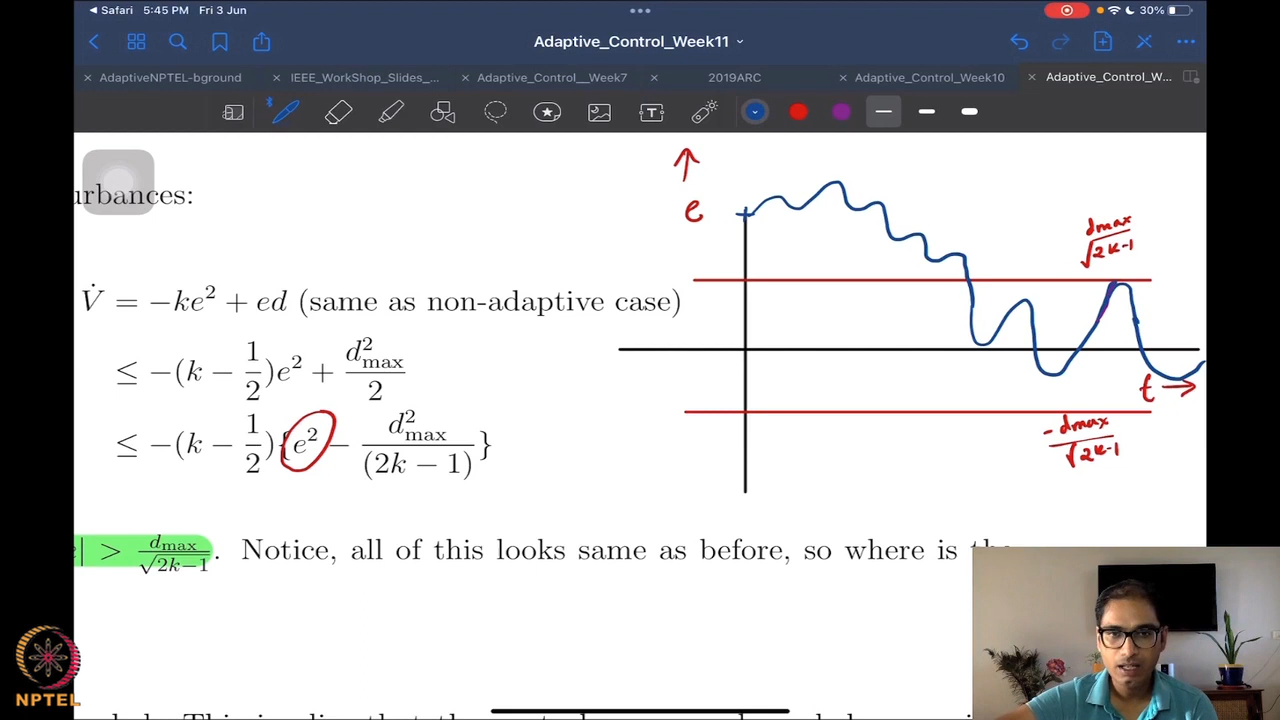 Safari 5:45 PM Fri 3 Jun 30%
Adaptive_Control_Week11
AdaptiveNPTEL-bground IEEE_WorkShop_Slides_... Adaptive_Control__Week7 2019ARC Adaptive_Control_Week10 Adaptive_Control_W...
urbances:
e
dmax/√2k-1
V̇ = −ke² + ed (same as non-adaptive case)
≤ −(k − 1/2)e² + d²max/2
t →
≤ −(k − 1/2){e² − d²max/(2k − 1)}
-dmax/√2k-1
| > dmax/√2k−1. Notice, all of this looks same as before, so where is
NPTEL